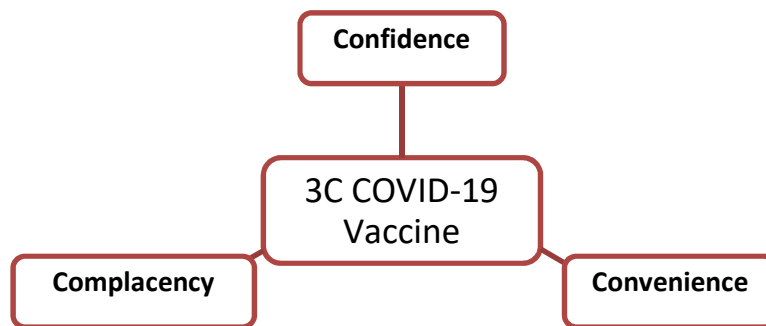 Confidence
3C COVID-19
Vaccine
Complacency
Convenience